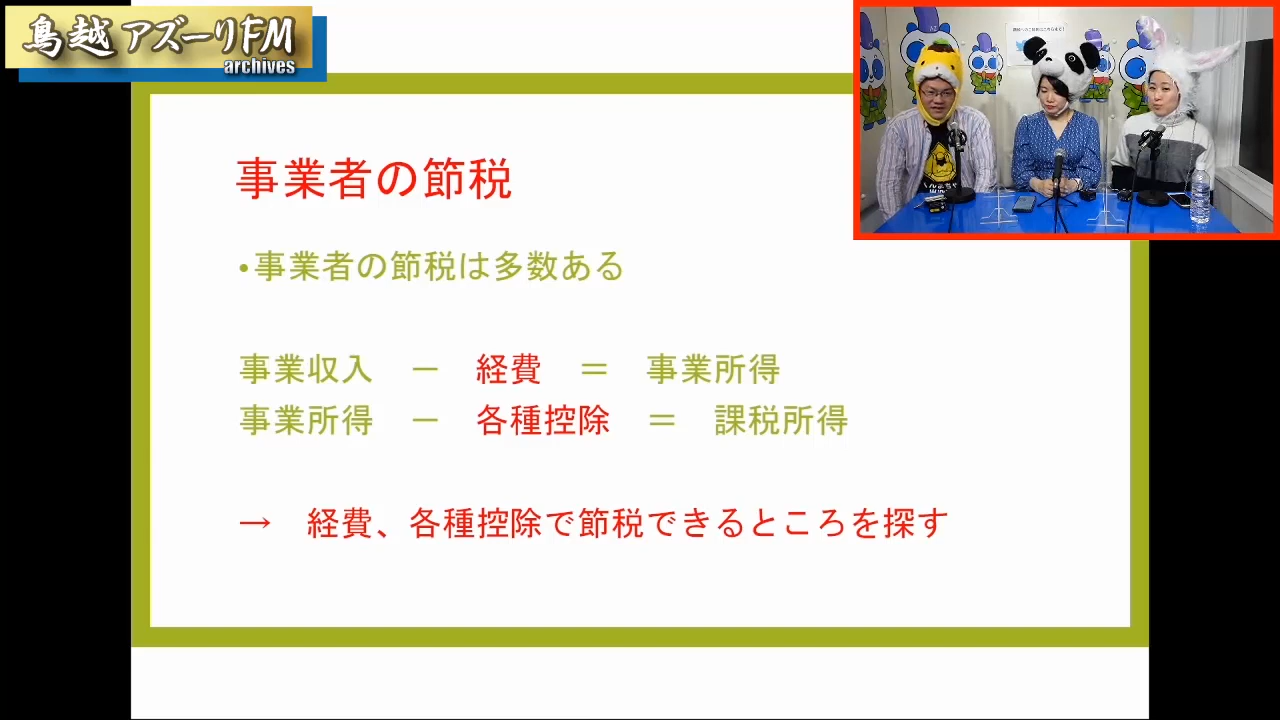 鳥越アズーリFM
archives
事業者の節税
•事業者の節税は多数ある
事業収入　－　経費　＝　事業所得
事業所得　－　各種控除　＝　課税所得
→　経費、各種控除で節税できるところを探す